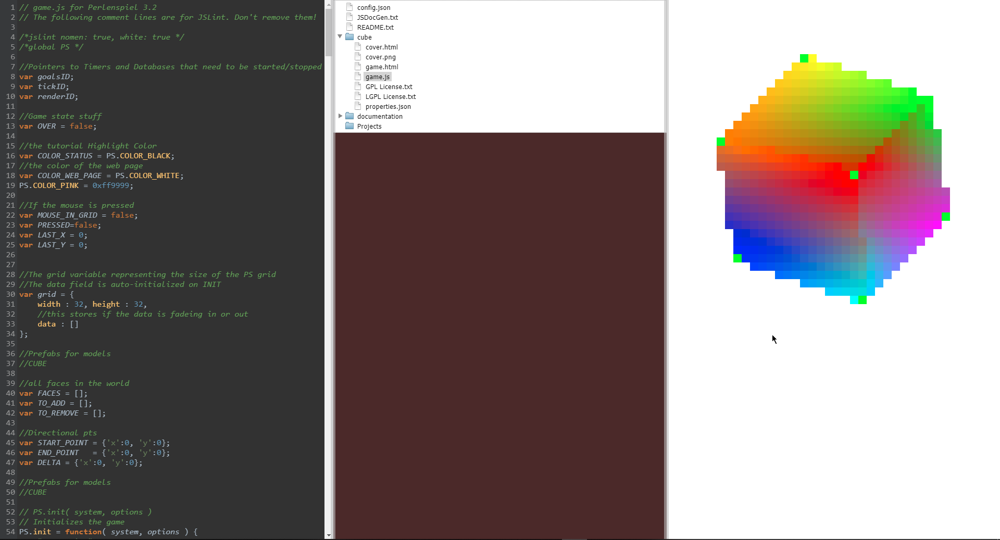 1 // game.js for Perlenspiel 3.2
2 // The following comment lines are for JSLint. Don't remove them!
3
4 /*jslint nomen: true, white: true */
5 /*global PS */
6
7 //Pointers to Timers and Databases that need to be started/stopped
8 var goalsID;
9 var tickID;
10 var renderID;
11
12 //Game state stuff
13 var OVER = false;
14
15 //the tutorial Highlight Color
16 var COLOR_STATUS = PS.COLOR_BLACK;
17 //the color of the web page
18 var COLOR_WEB_PAGE = PS.COLOR_WHITE;
19 PS.COLOR_PINK = 0xff9999;
20
21 //If the mouse is pressed
22 var MOUSE_IN_GRID = false;
23 var PRESSED=false;
24 var LAST_X = 0;
25 var LAST_Y = 0;
26
27
28 //The grid variable representing the size of the PS grid
29 //The data field is auto-initialized on INIT
30 var grid = {
31 width : 32, height : 32,
32 //this stores if the data is fadeing in or out
33 data : []
34 };
35
36 //Prefabs for models
37 //CUBE
38
39 //all faces in the world
40 var FACES = [];
41 var TO_ADD = [];
42 var TO_REMOVE = [];
43
44 //Directional pts
45 var START_POINT = {'x':0, 'y':0};
46 var END_POINT   = {'x':0, 'y':0};
47 var DELTA = {'x':0, 'y':0};
48
49 //Prefabs for models
50 //CUBE
51
52 // PS.init( system, options )
53 // Initializes the game
54 PS.init = function( system, options ) {
config.json
JSDocGen.txt
README.txt
cube
cover.html
cover.png
game.html
game.js
GPL License.txt
LGPL License.txt
properties.json
documentation
Projects